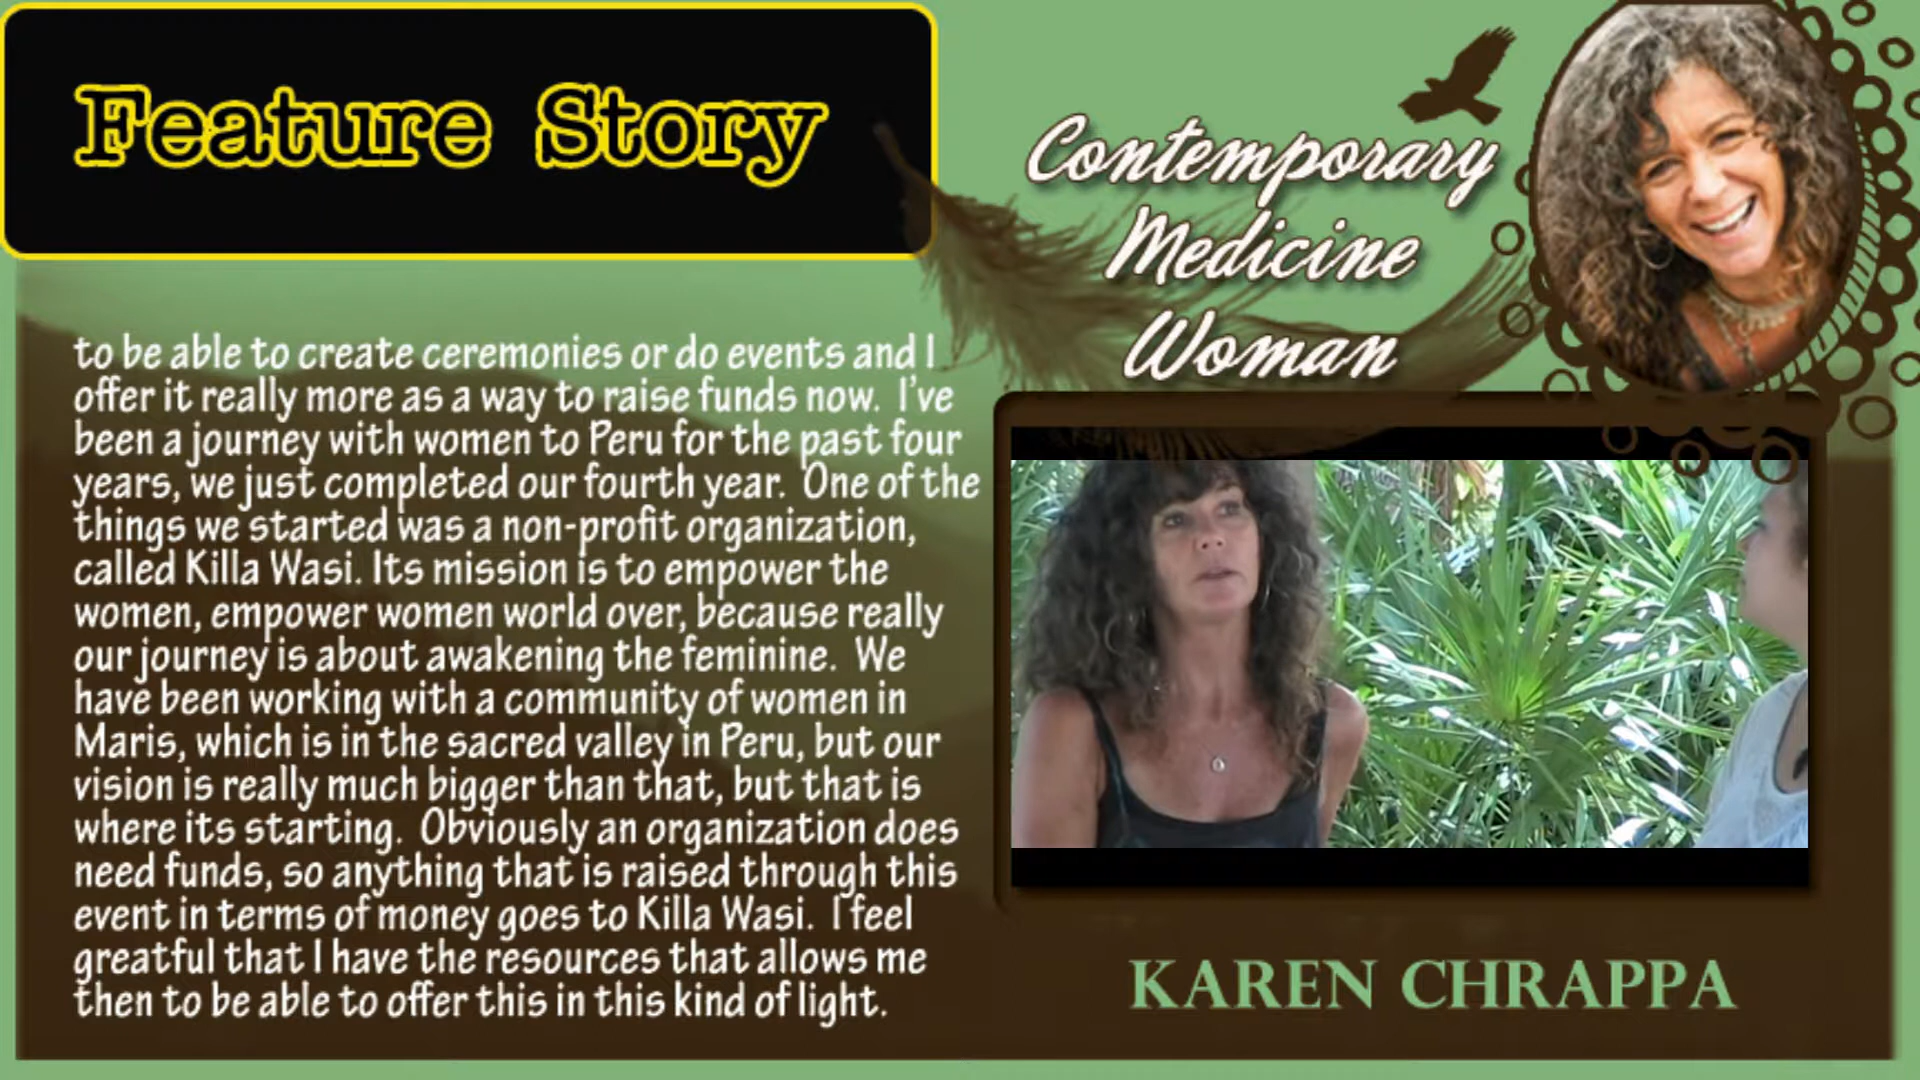 Feature Story
Contemporary
Medicine
Woman
to be able to create ceremonies or do events and I
offer it really more as a way to raise funds now.  I've
been a journey with women to Peru for the past four
years, we just completed our fourth year.  One of the
things we started was a non-profit organization,
called Killa Wasi. Its mission is to empower the
women, empower women world over, because really
our journey is about awakening the feminine.  We
have been working with a community of women in
Maris, which is in the sacred valley in Peru, but our
vision is really much bigger than that, but that is
where its starting.  Obviously an organization does
need funds, so anything that is raised through this
event in terms of money goes to Killa Wasi.  I feel
greatful that I have the resources that allows me
then to be able to offer this in this kind of light.
KAREN CHRAPPA